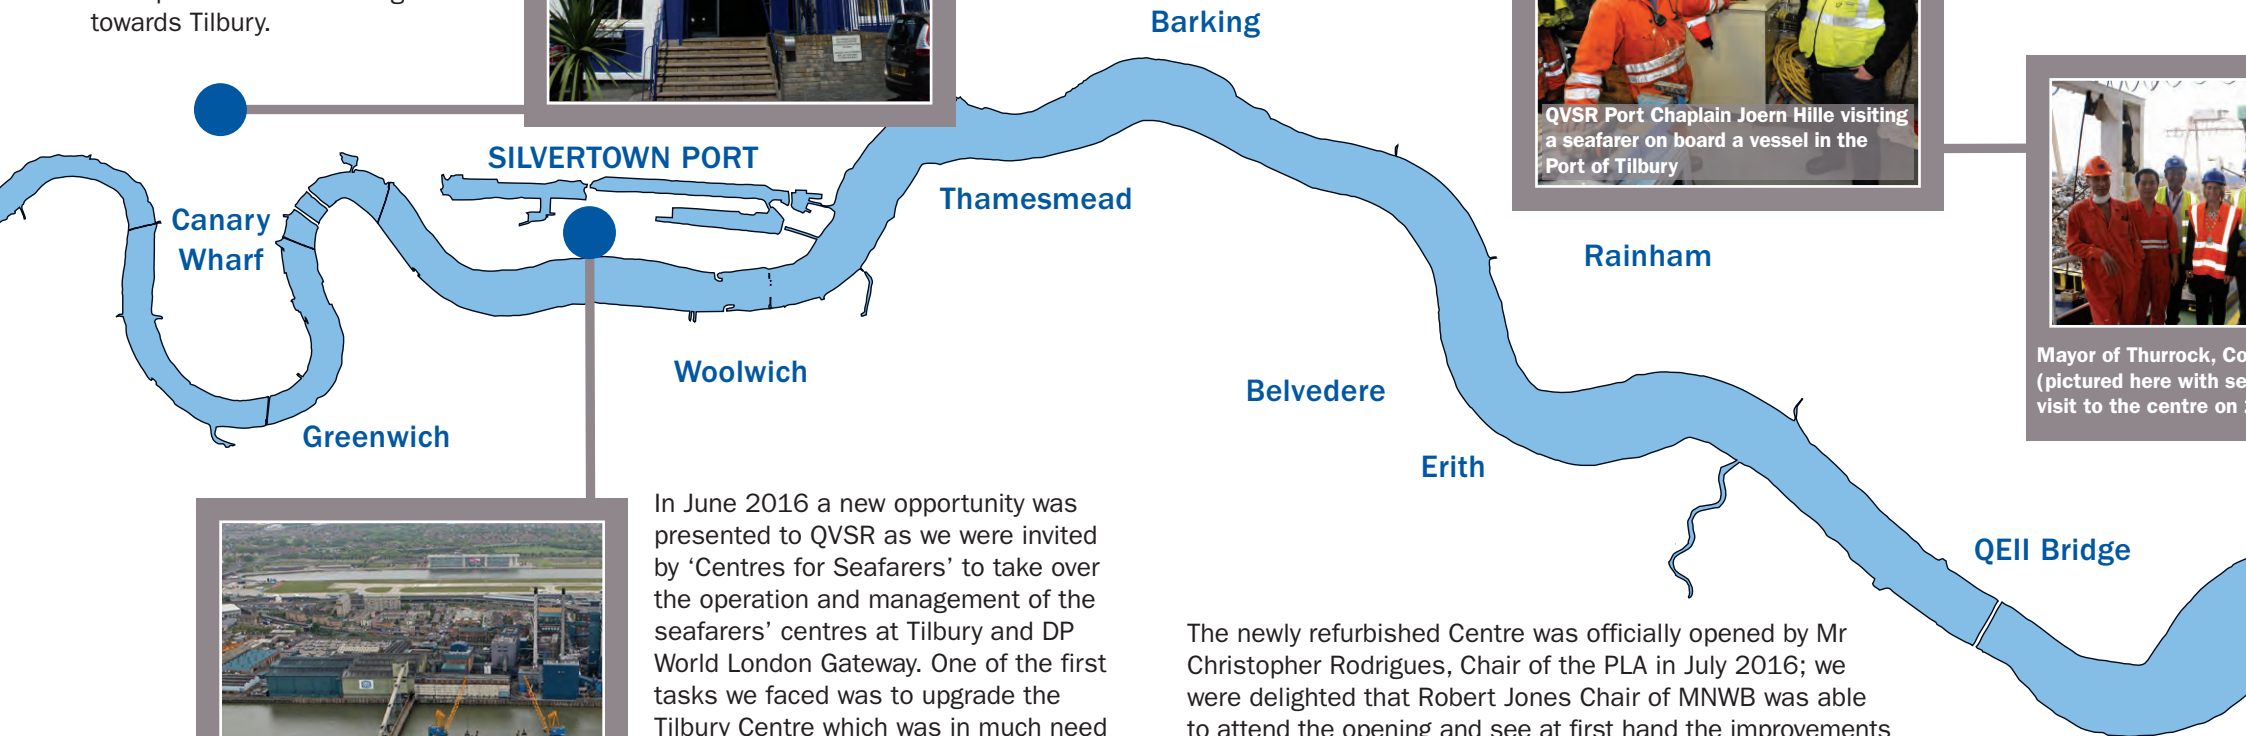 towards Tilbury.
Barking
QVSR Port Chaplain Joern Hille visiting
a seafarer on board a vessel in the
Port of Tilbury
SILVERTOWN PORT
Canary
Wharf
Thamesmead
Rainham
Mayor of Thurrock, Co
(pictured here with se
visit to the centre on
Woolwich
Belvedere
Greenwich
Erith
QEII Bridge
In June 2016 a new opportunity was
presented to QVSR as we were invited
by ‘Centres for Seafarers’ to take over
the operation and management of the
seafarers’ centres at Tilbury and DP
World London Gateway. One of the first
tasks we faced was to upgrade the
Tilbury Centre which was in much need
The newly refurbished Centre was officially opened by Mr
Christopher Rodrigues, Chair of the PLA in July 2016; we
were delighted that Robert Jones Chair of MNWB was able
to attend the opening and see at first hand the improvements